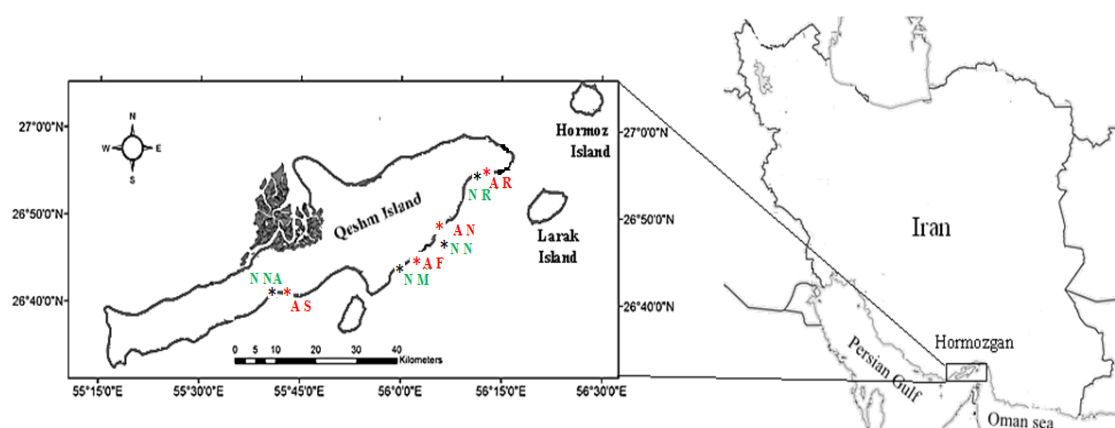 N
W E
S
27°0'0"N
26°50'0"N
26°40'0"N
Hormoz
Island
Qeshm Island
Larak
Island
* * A R
N R
* A N
* N N
* A F
* N M
N NA
* *
A S
0 5 10 20 30 40
Kilometers
55°15'0"E 55°30'0"E 55°45'0"E 56°0'0"E 56°15'0"E 56°30'0"E
27°0'0"N
26°50'0"N
26°40'0"N
Iran
Hormozgan
Persian Gulf
Oman sea